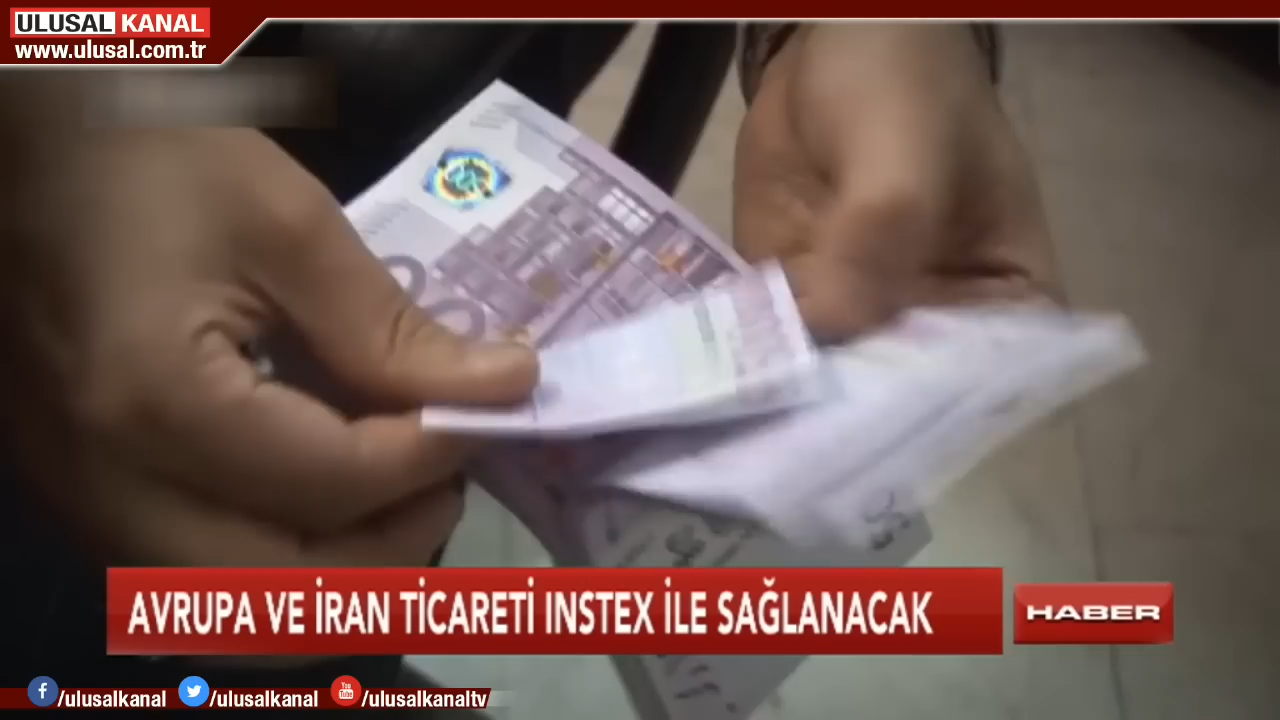 ULUSAL KANAL
www.ulusal.com.tr
AVRUPA VE İRAN TİCARETİ INSTEX İLE SAĞLANACAK
HABER
/ulusalkanal
/ulusalkanal
/ulusalkanaltv